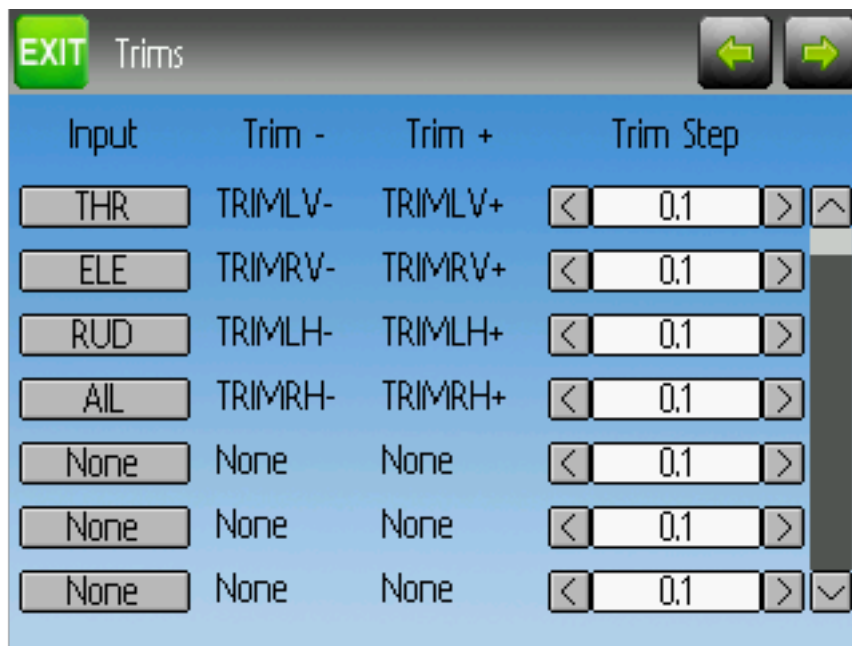 EXIT Trims
Input Trim - Trim + Trim Step
THR TRIMLV- TRIMLV+ 0.1
ELE TRIMRV- TRIMRV+ 0.1
RUD TRIMLH- TRIMLH+ 0.1
AIL TRIMRH- TRIMRH+ 0.1
None None None 0.1
None None None 0.1
None None None 0.1